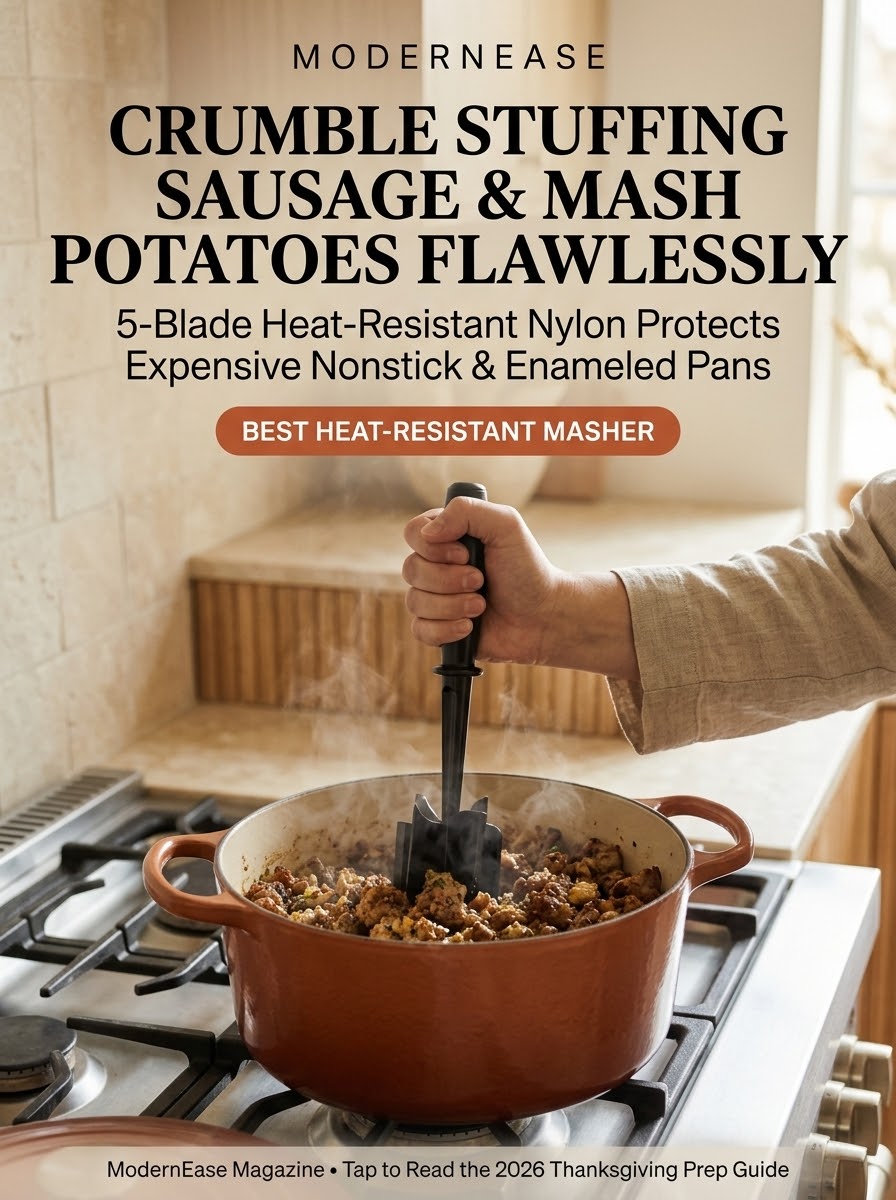 MODERNEASE
CRUMBLE STUFFING
SAUSAGE & MASH
POTATOES FLAWLESSLY
5-Blade Heat-Resistant Nylon Protects
Expensive Nonstick & Enameled Pans
BEST HEAT-RESISTANT MASHER
ModernEase Magazine • Tap to Read the 2026 Thanksgiving Prep Guide